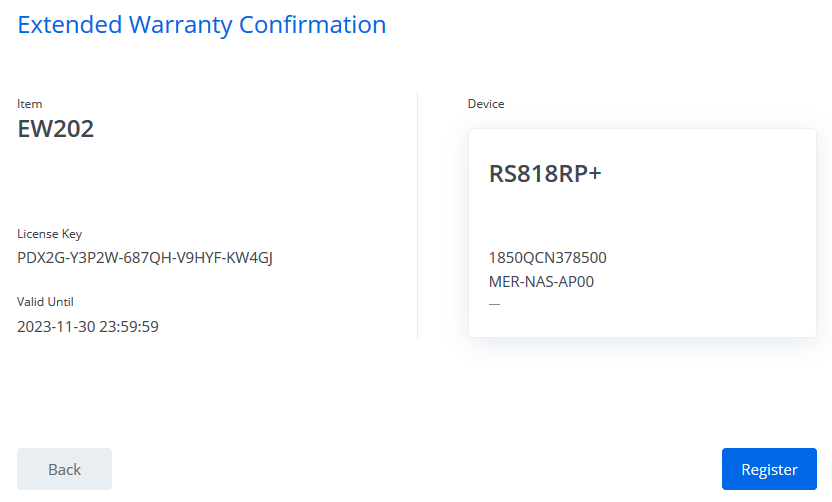 Extended Warranty Confirmation
Item
EW202
License Key
PDX2G-Y3P2W-687QH-V9HYF-KW4GJ
Valid Until
2023-11-30 23:59:59
Device
RS818RP+
1850QCN378500
MER-NAS-AP00
—
Back
Register